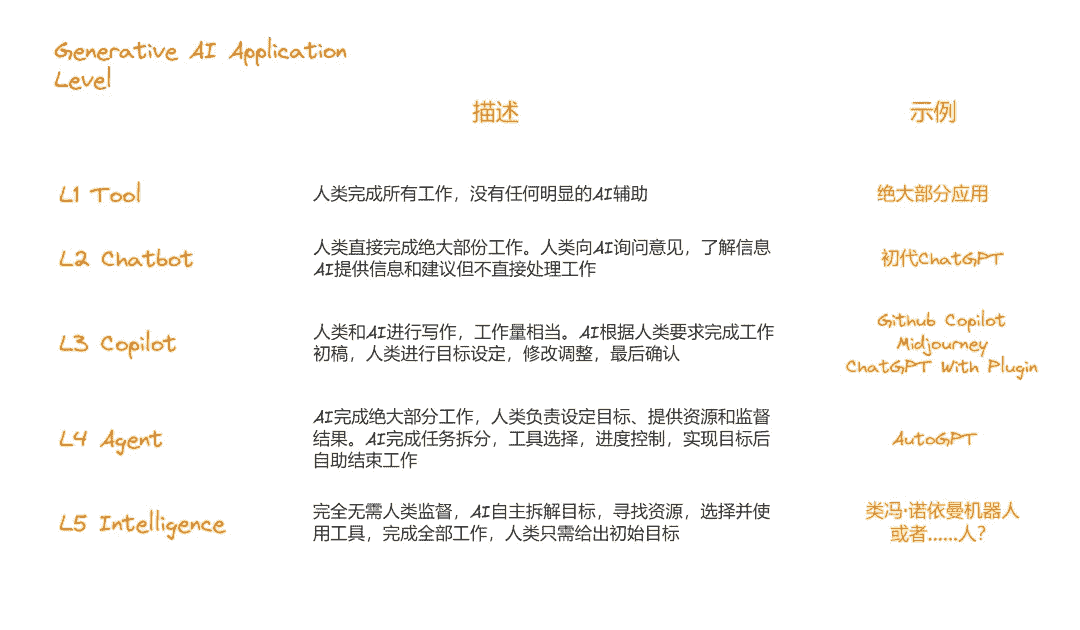 Generative AI Application
Level
描述
示例
L1 Tool
人类完成所有工作，没有任何明显的AI辅助
绝大部分应用
L2 Chatbot
人类直接完成绝大部份工作。人类向AI询问意见，了解信息
AI提供信息和建议但不直接处理工作
初代ChatGPT
L3 Copilot
人类和AI进行写作，工作量相当。AI根据人类要求完成工作
初稿，人类进行目标设定，修改调整，最后确认
Github Copilot
Midjourney
ChatGPT With Plugin
L4 Agent
AI完成绝大部分工作，人类负责设定目标、提供资源和监督
结果。AI完成任务拆分，工具选择，进度控制，实现目标后
自助结束工作
AutoGPT
L5 Intelligence
完全无需人类监督，AI自主拆解目标，寻找资源，选择并使
用工具，完成全部工作，人类只需给出初始目标
类冯·诺依曼机器人
或者......人？